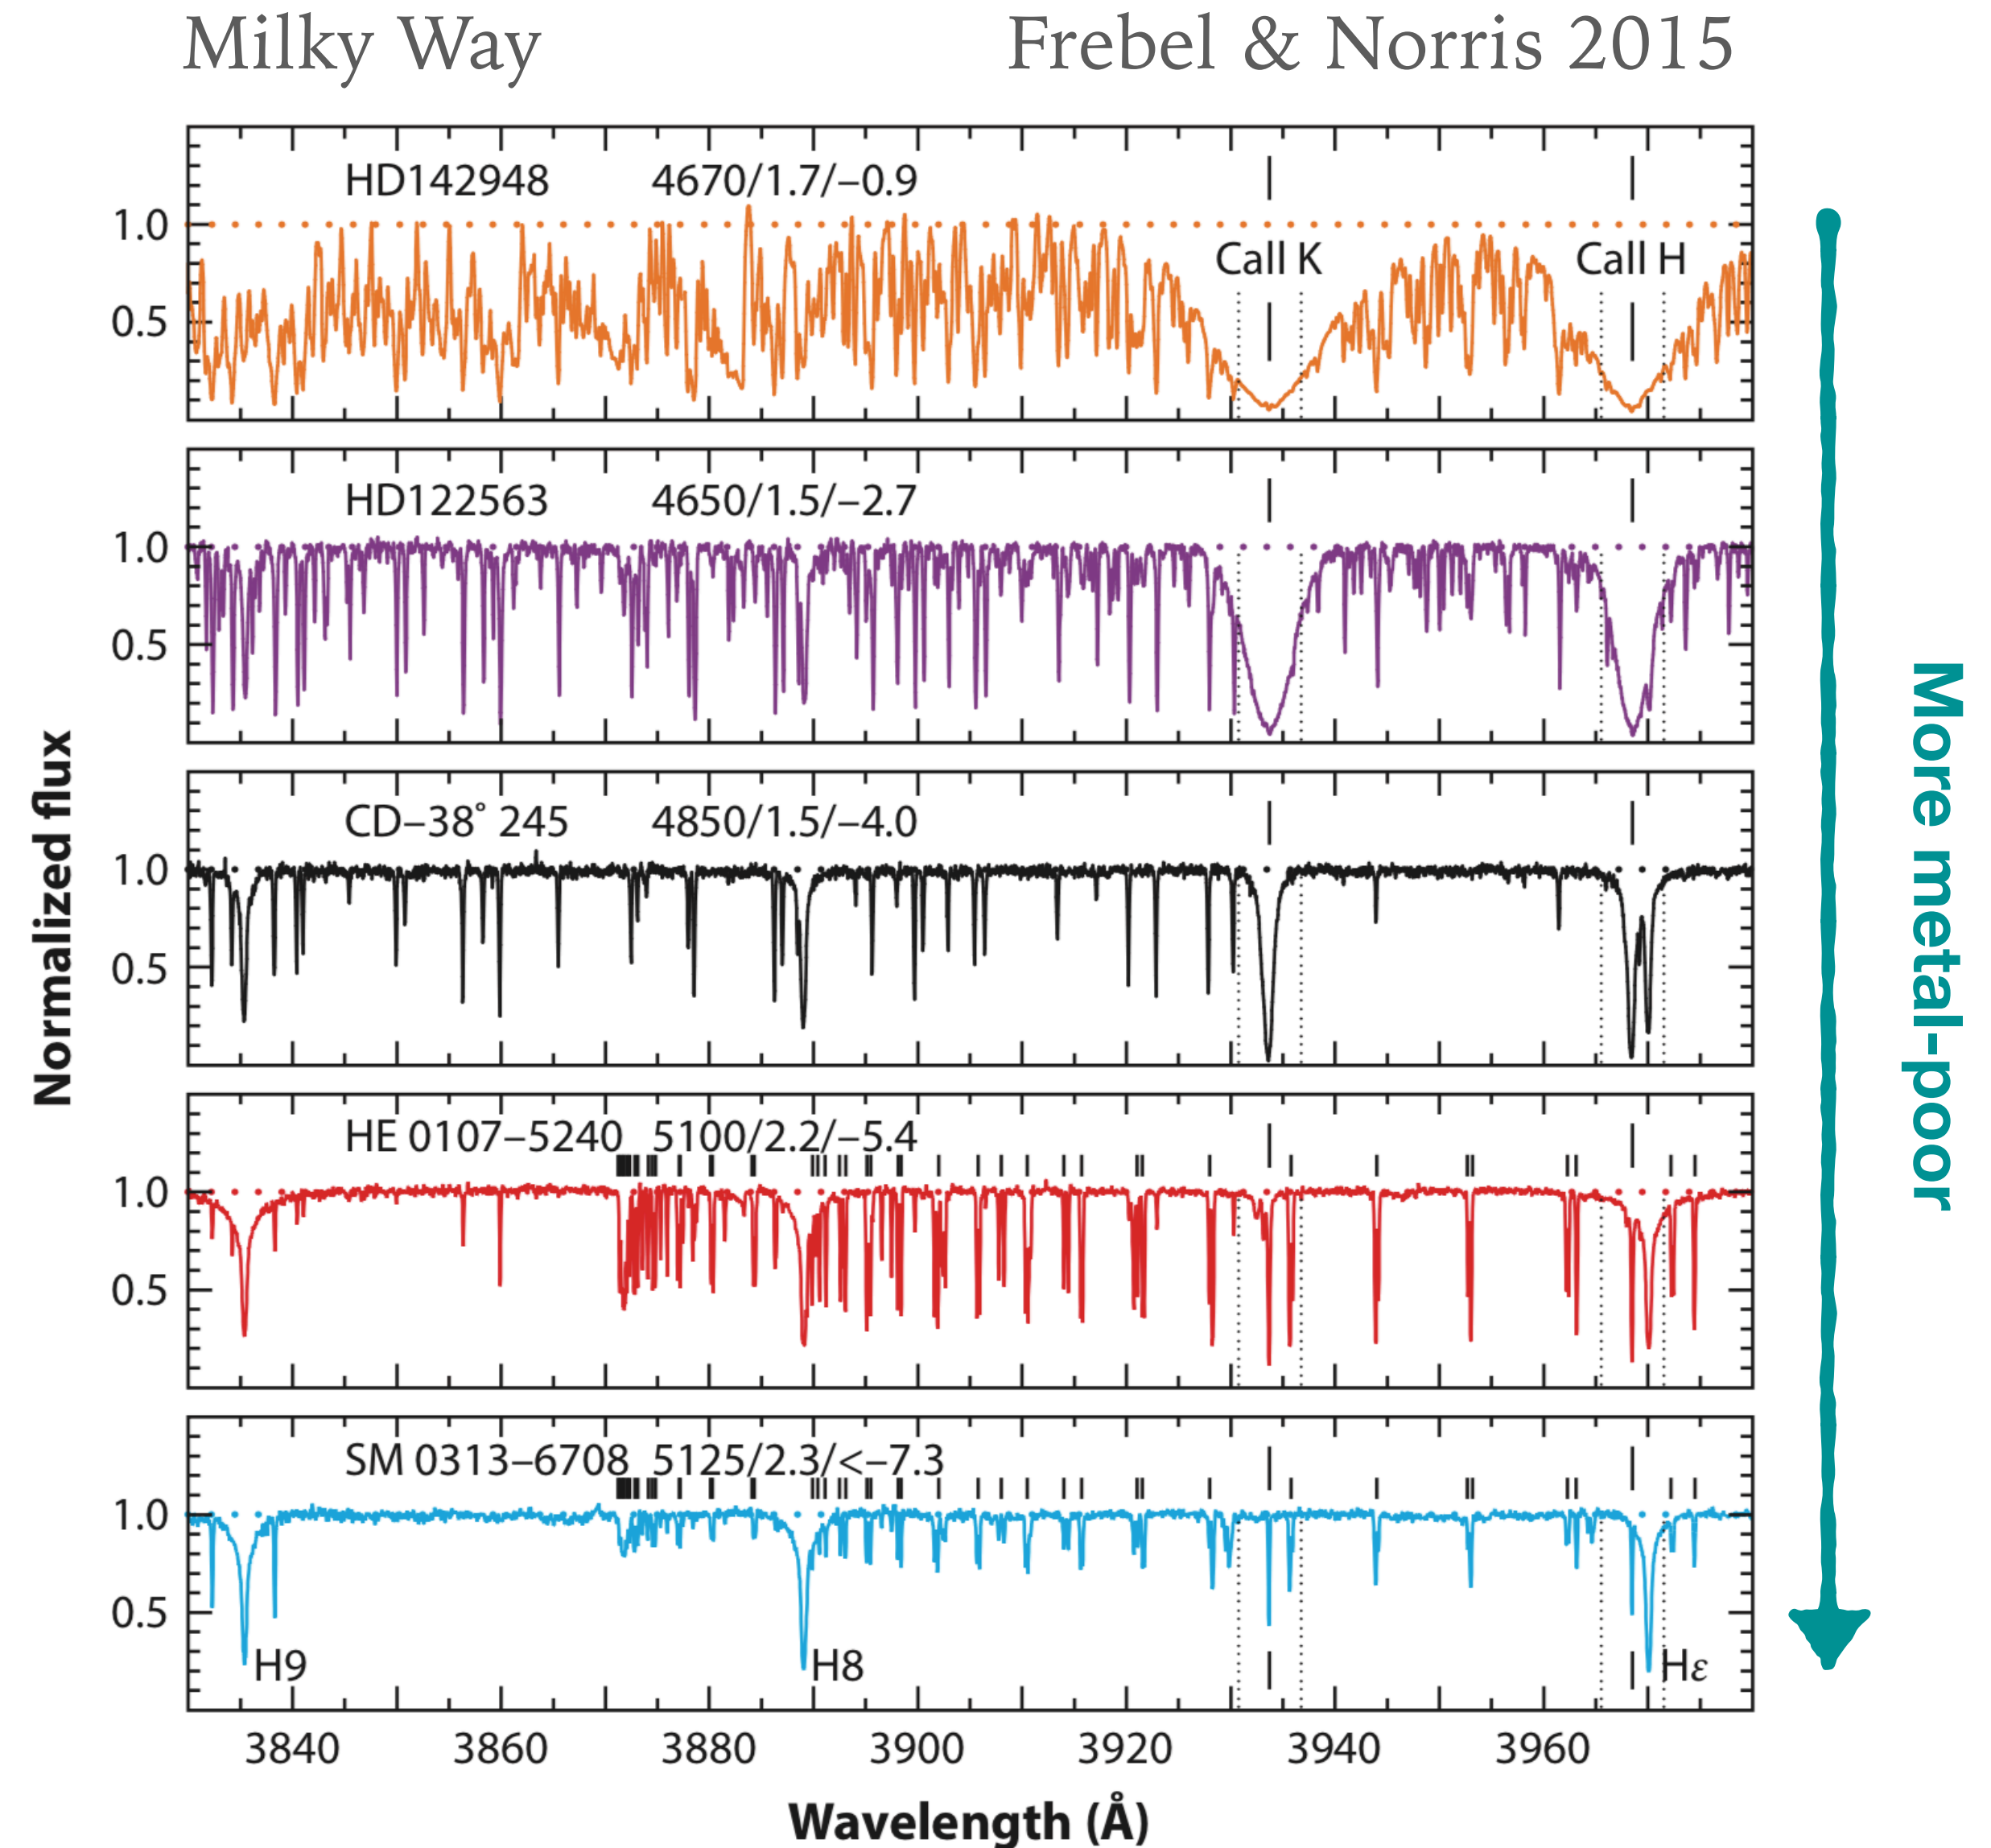 Milky Way
Frebel & Norris 2015
HD142948 4670/1.7/–0.9
1.0
0.5
CaII K
CaII H
HD122563 4650/1.5/–2.7
1.0
0.5
CD–38° 245 4850/1.5/–4.0
1.0
0.5
HE 0107–5240 5100/2.2/–5.4
1.0
0.5
SM 0313–6708 5125/2.3/<–7.3
1.0
0.5
H9
H8
Hε
3840
3860
3880
3900
3920
3940
3960
Wavelength (Å)
Normalized flux
More metal-poor